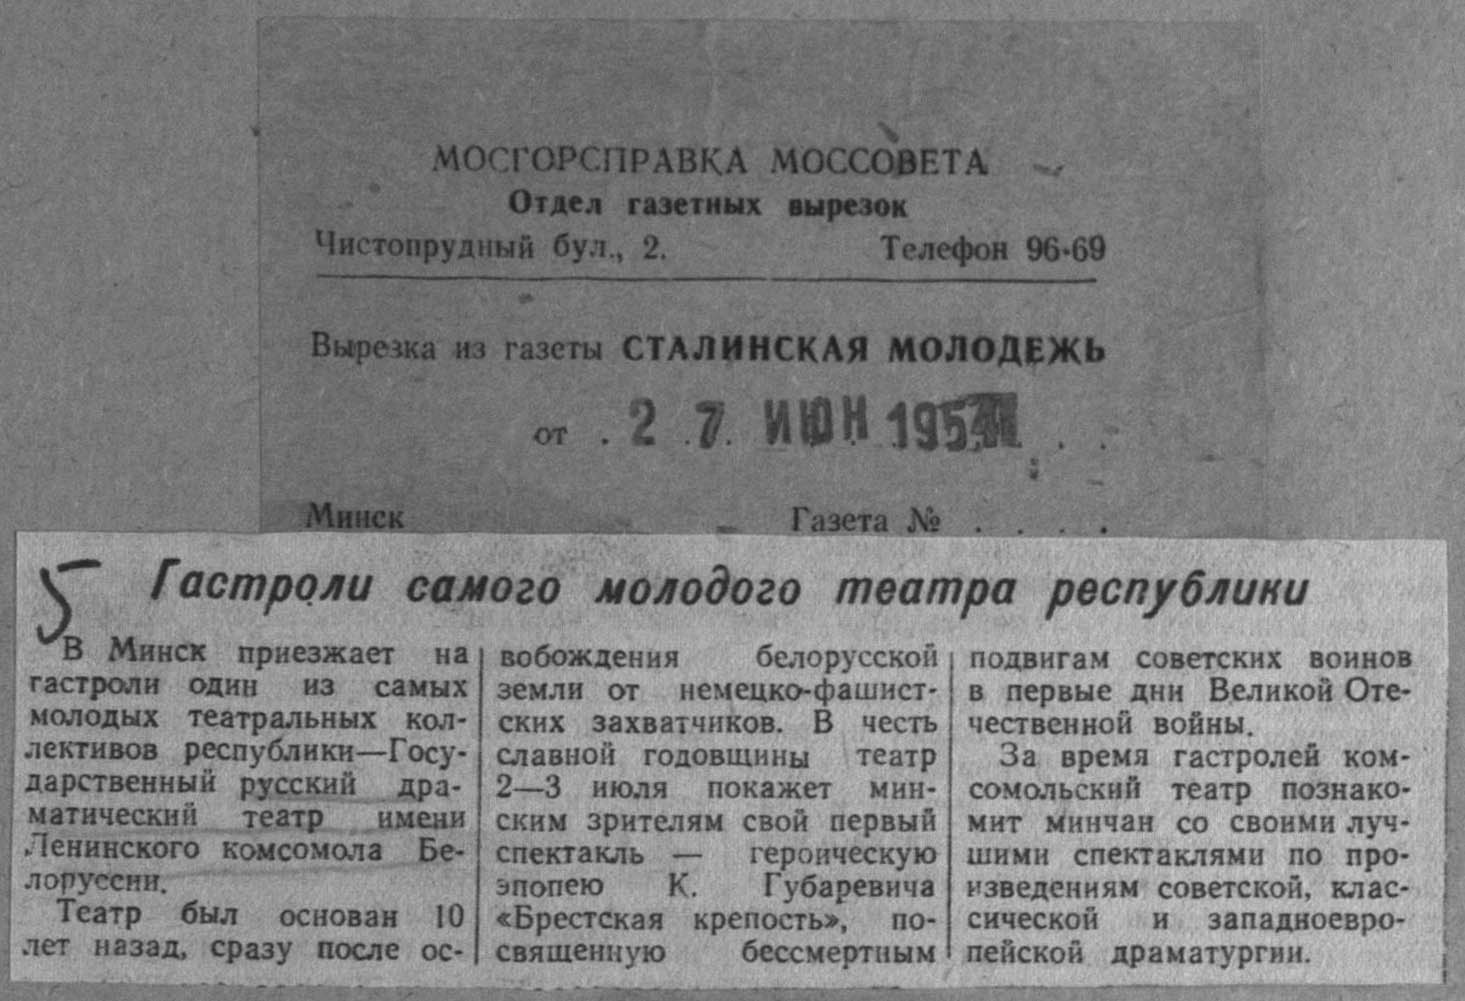 МОСГОРСПРАВКА МОССОВЕТА
Отдел газетных вырезок
Чистопрудный бул., 2. Телефон 96-69
Вырезка из газеты СТАЛИНСКАЯ МОЛОДЕЖЬ
от . 2 . 7 . ИЮН 195 . .
Минск Газета № . . . .
5 Гастроли самого молодого театра республики
В Минск приезжает на
гастроли один из самых
молодых театральных кол-
лективов республики—Госу-
дарственный русский дра-
матический театр имени
Ленинского комсомола Бе-
лоруссии.
Театр был основан 10
лет назад, сразу после ос-
вобождения белорусской
земли от немецко-фашист-
ских захватчиков. В честь
славной годовщины театр
2—3 июля покажет мин-
ским зрителям свой первый
спектакль — героическую
эпопею К. Губаревича
«Брестская крепость», по-
священную бессмертным
подвигам советских воинов
в первые дни Великой Оте-
чественной войны.
За время гастролей ком-
сомольский театр познако-
мит минчан со своими луч-
шими спектаклями по про-
изведениям советской, клас-
сической и западноевро-
пейской драматургии.